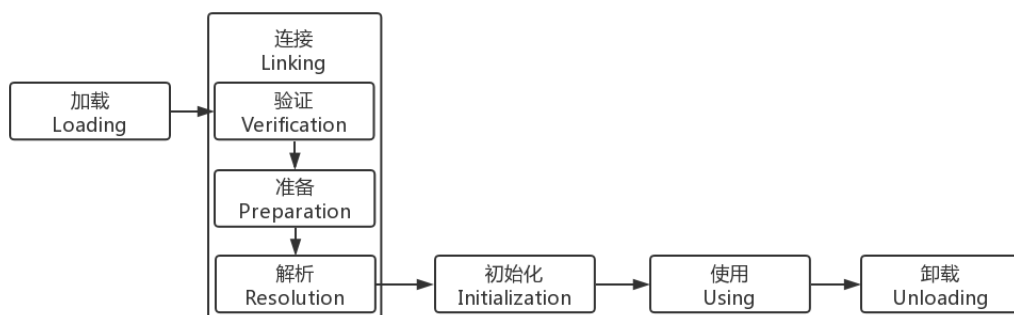 连接
Linking
加载
Loading
验证
Verification
准备
Preparation
解析
Resolution
初始化
Initialization
使用
Using
卸载
Unloading